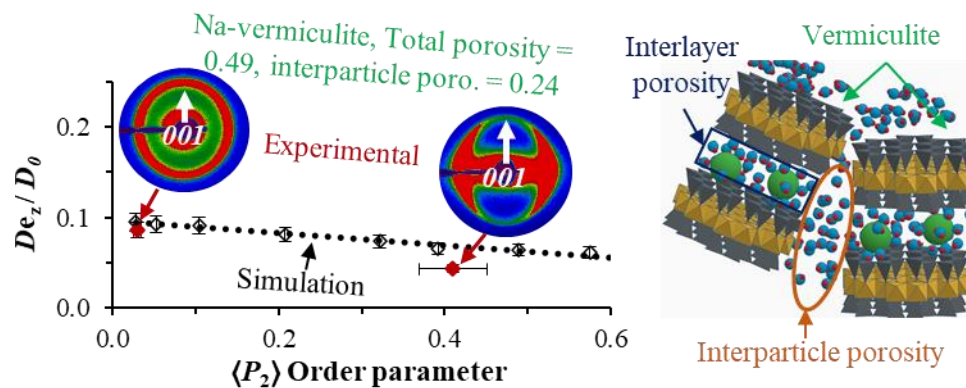 Na-vermiculite, Total porosity =
0.49, interparticle poro. = 0.24
001
Experimental
001
Simulation
Dez/D0
0.2
0.1
0.0
0.0
0.2
0.4
0.6
⟨P2⟩ Order parameter
Interlayer
porosity
Vermiculite
Interparticle porosity